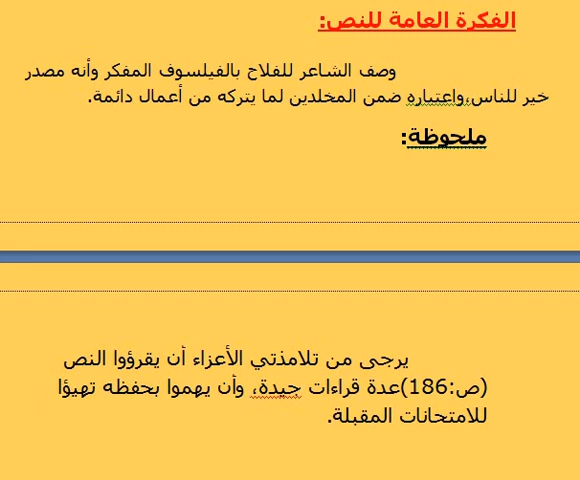 الفكرة العامة للنص:
وصف الشاعر للفلاح بالفيلسوف المفكر وأنه مصدر
خير للناس،واعتباره ضمن المخلدين لما يتركه من أعمال دائمة.
ملحوظة:
يرجى من تلامذتي الأعزاء أن يقرؤوا النص
(ص:186)عدة قراءات جيدة، وأن يهموا بحفظه تهيؤا
للامتحانات المقبلة.